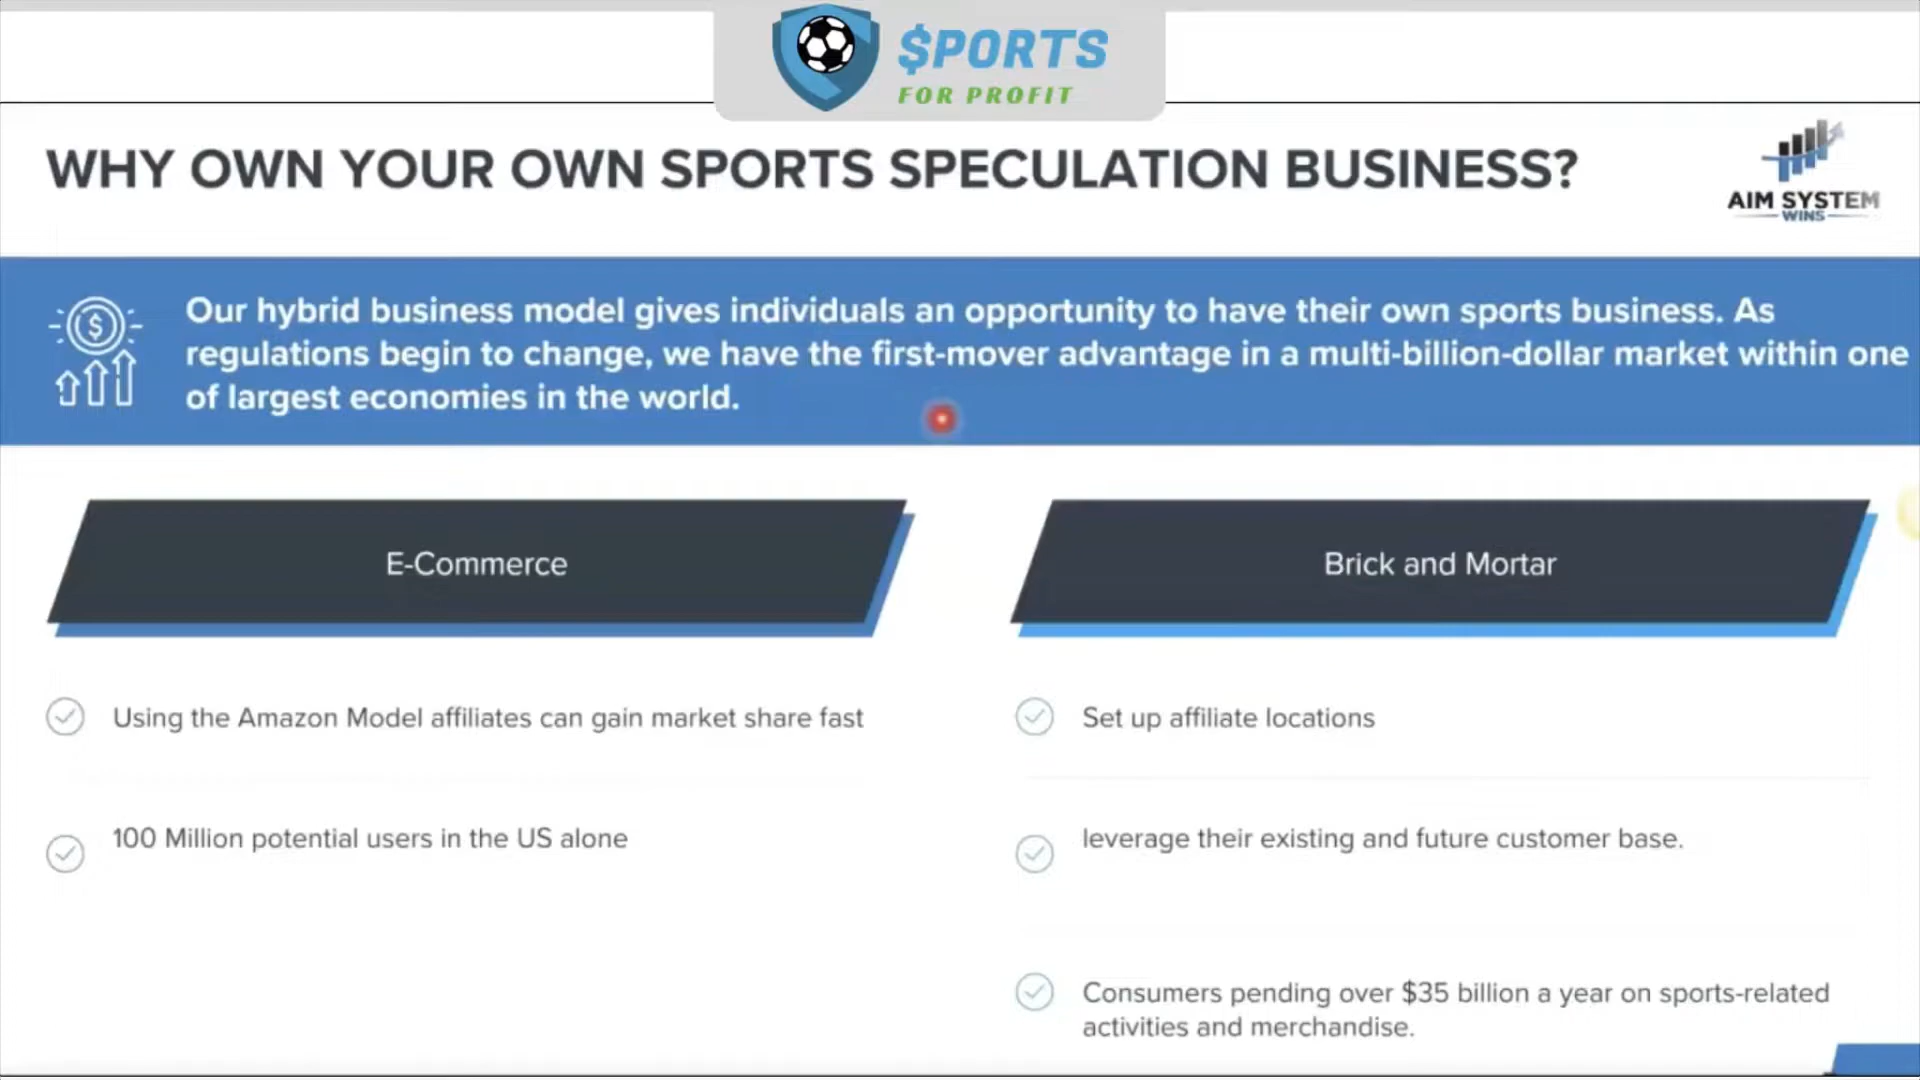 $PORTS
FOR PROFIT
WHY OWN YOUR OWN SPORTS SPECULATION BUSINESS?
AIM SYSTEM
WINS
Our hybrid business model gives individuals an opportunity to have their own sports business. As
regulations begin to change, we have the first-mover advantage in a multi-billion-dollar market within one
of largest economies in the world.
E-Commerce
Using the Amazon Model affiliates can gain market share fast
100 Million potential users in the US alone
Brick and Mortar
Set up affiliate locations
leverage their existing and future customer base.
Consumers pending over $35 billion a year on sports-related
activities and merchandise.